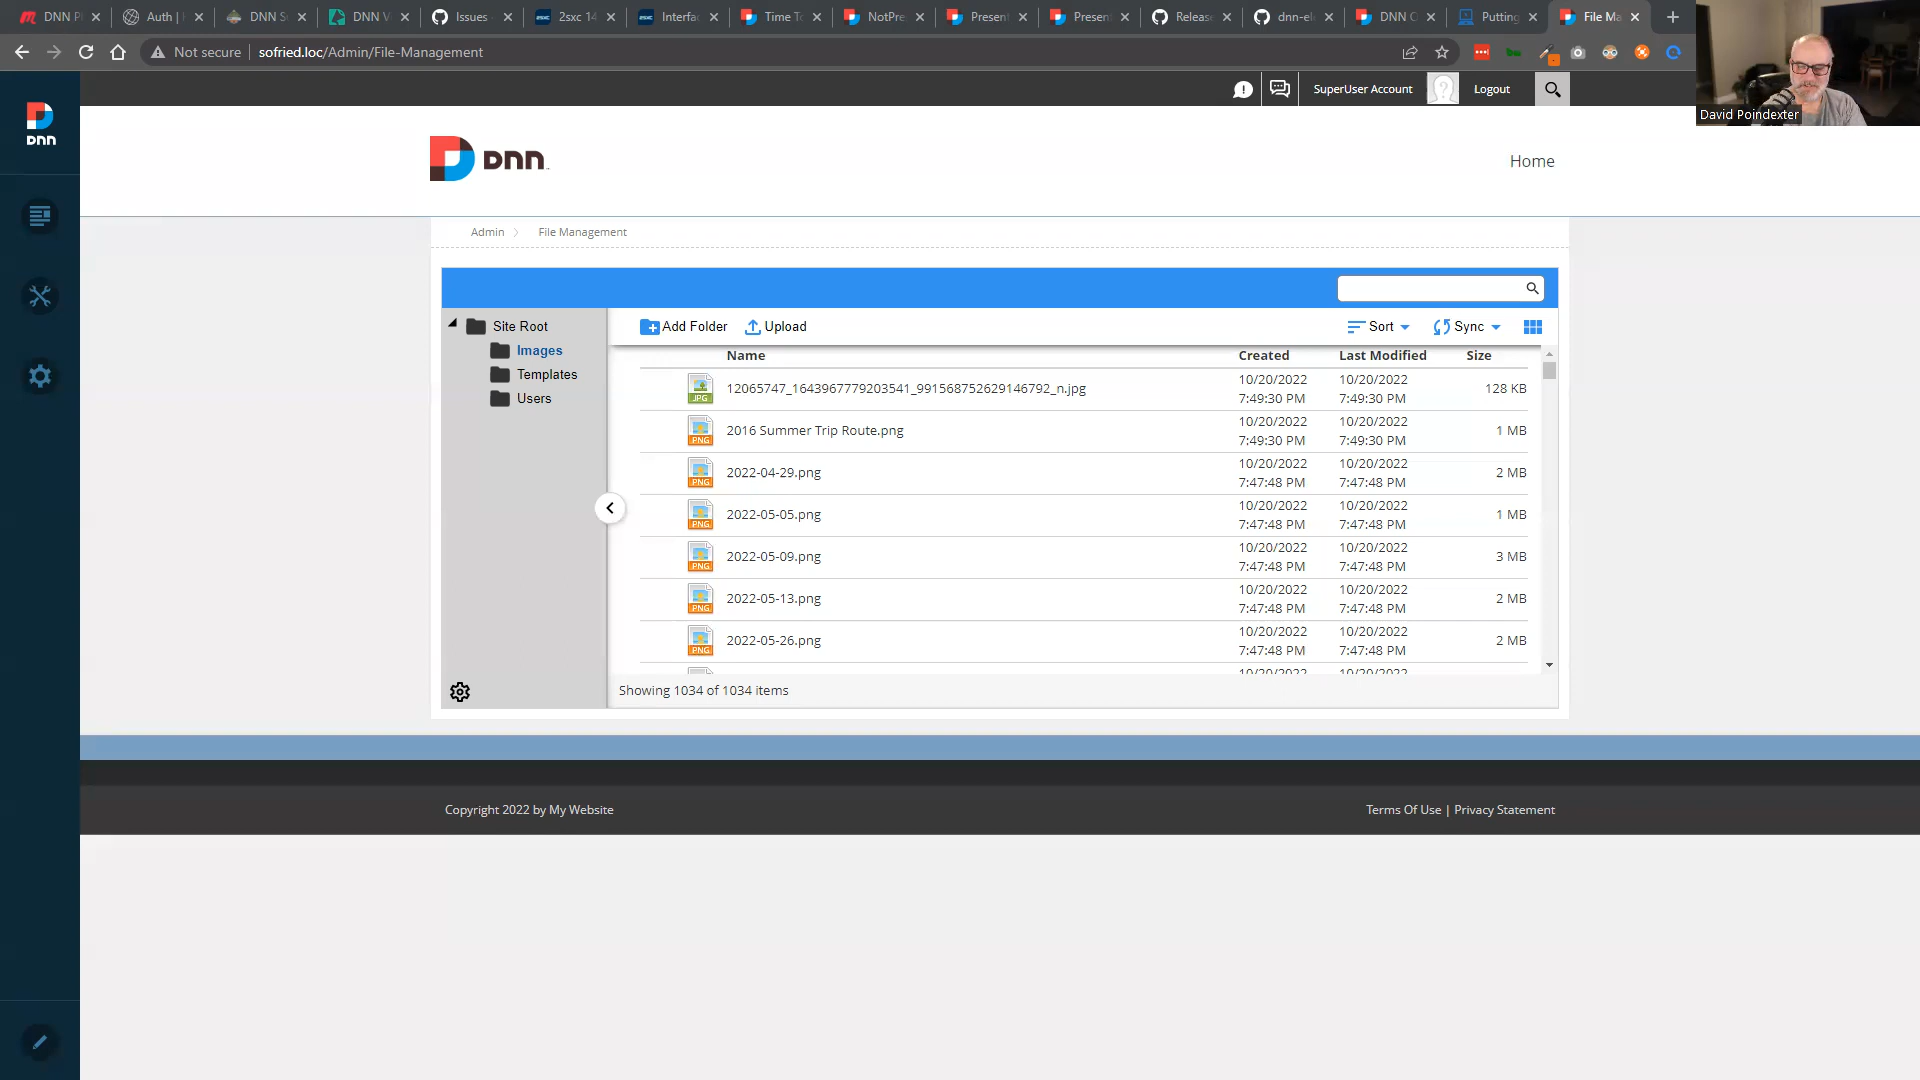 DNN P
Auth |
DNN S
DNN V
Issues
2sxc 14
Interfac
Time To
NotPre
Present
Present
Release
dnn-el
DNN C
Putting
File Ma
Not secure
sofried.loc/Admin/File-Management
David Poindexter
SuperUser Account
Logout
DNN
DNN
Home
Admin
File Management
Site Root
Images
Templates
Users
Add Folder
Upload
Sort
Sync
Name Created Last Modified Size
JPG 12065747_1643967779203541_991568752629146792_n.jpg 10/20/2022 7:49:30 PM 10/20/2022 7:49:30 PM 128 KB
PNG 2016 Summer Trip Route.png 10/20/2022 7:49:30 PM 10/20/2022 7:49:30 PM 1 MB
PNG 2022-04-29.png 10/20/2022 7:47:48 PM 10/20/2022 7:47:48 PM 2 MB
PNG 2022-05-05.png 10/20/2022 7:47:48 PM 10/20/2022 7:47:48 PM 1 MB
PNG 2022-05-09.png 10/20/2022 7:47:48 PM 10/20/2022 7:47:48 PM 3 MB
PNG 2022-05-13.png 10/20/2022 7:47:48 PM 10/20/2022 7:47:48 PM 2 MB
PNG 2022-05-26.png 10/20/2022 7:47:48 PM 10/20/2022 7:47:48 PM 2 MB
10/20/2022 10/20/2022
Showing 1034 of 1034 items
Copyright 2022 by My Website
Terms Of Use | Privacy Statement